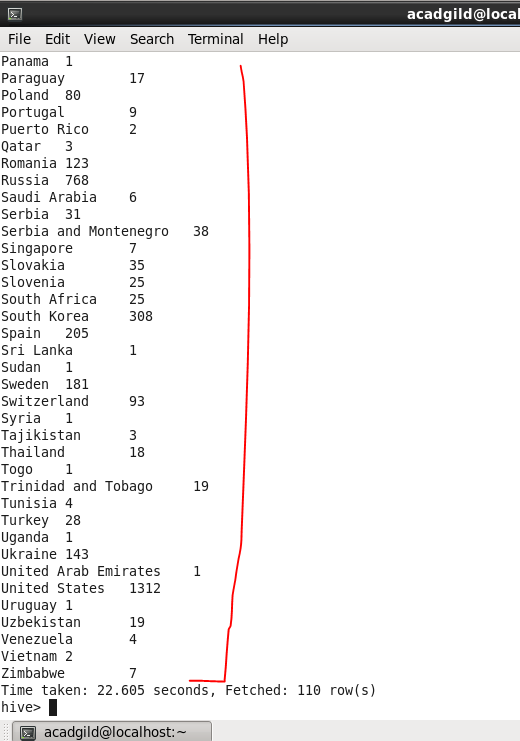 acadgild@local
File Edit View Search Terminal Help
Panama 1
Paraguay 17
Poland 80
Portugal 9
Puerto Rico 2
Qatar 3
Romania 123
Russia 768
Saudi Arabia 6
Serbia 31
Serbia and Montenegro 38
Singapore 7
Slovakia 35
Slovenia 25
South Africa 25
South Korea 308
Spain 205
Sri Lanka 1
Sudan 1
Sweden 181
Switzerland 93
Syria 1
Tajikistan 3
Thailand 18
Togo 1
Trinidad and Tobago 19
Tunisia 4
Turkey 28
Uganda 1
Ukraine 143
United Arab Emirates 1
United States 1312
Uruguay 1
Uzbekistan 19
Venezuela 4
Vietnam 2
Zimbabwe 7
Time taken: 22.605 seconds, Fetched: 110 row(s)
hive>
acadgild@localhost:~